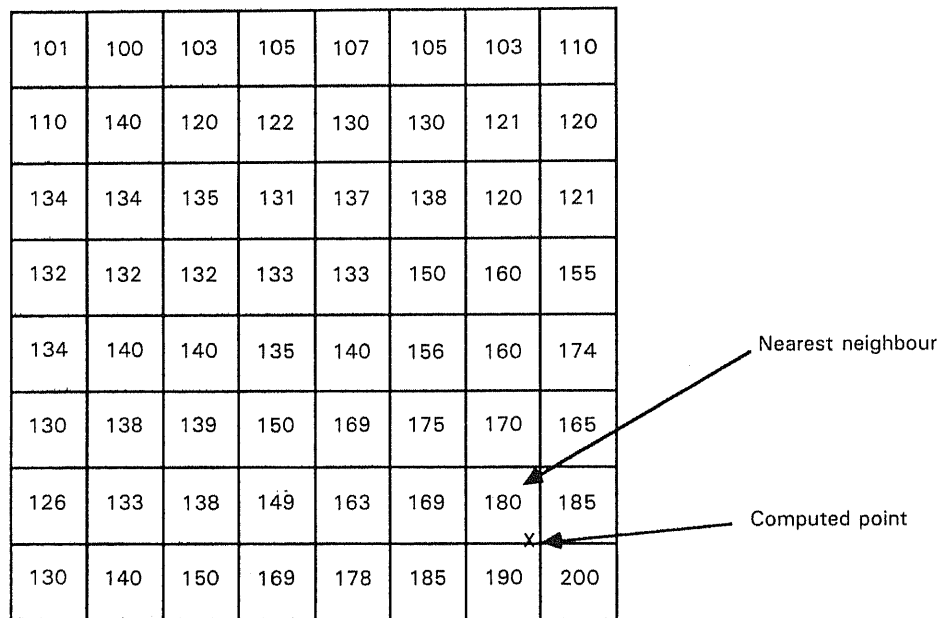 101 100 103 105 107 105 103 110
110 140 120 122 130 130 121 120
134 134 135 131 137 138 120 121
132 132 132 133 133 150 160 155
134 140 140 135 140 156 160 174
Nearest neighbour
130 138 139 150 169 175 170 165
126 133 138 149 163 169 180 185
Computed point
X
130 140 150 169 178 185 190 200